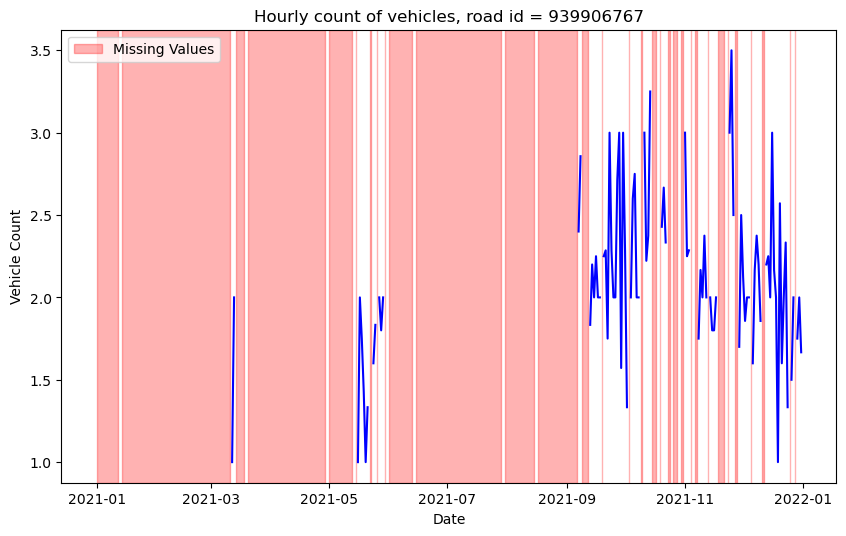 Hourly count of vehicles, road id = 939906767
Missing Values
3.5
3.0
2.5
2.0
1.5
1.0
Vehicle Count
2021-01 2021-03 2021-05 2021-07 2021-09 2021-11 2022-01
Date